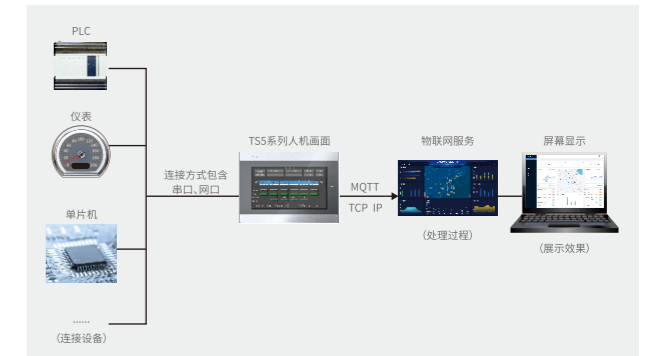 PLC
仪表
单片机
......
（连接设备）
连接方式包含
串口、网口
TS5系列人机画面
MQTT
TCP IP
物联网服务
（处理过程）
屏幕显示
（展示效果）